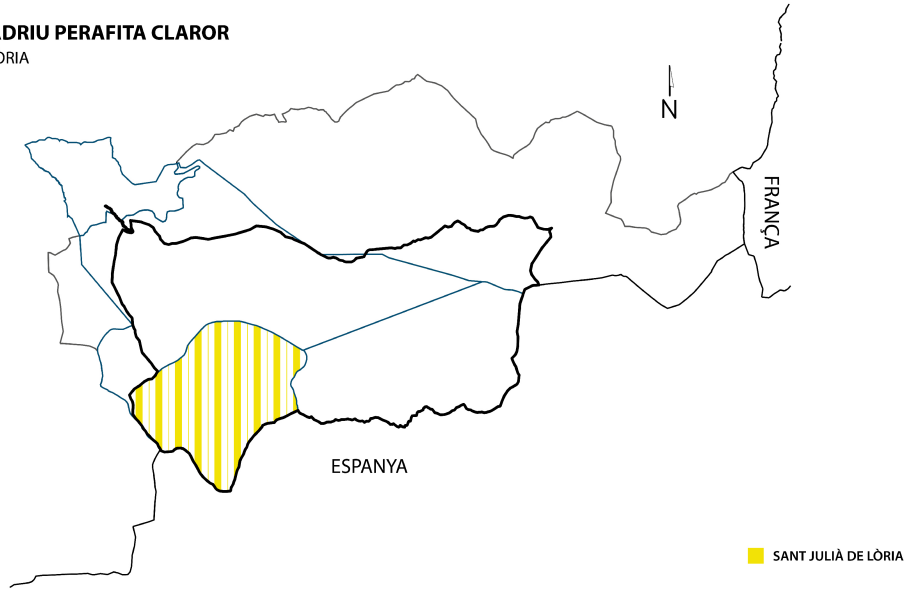 ADRIU PERAFITA CLAROR
ÒRIA
N
FRANÇA
ESPANYA
SANT JULIÀ DE LÒRIA